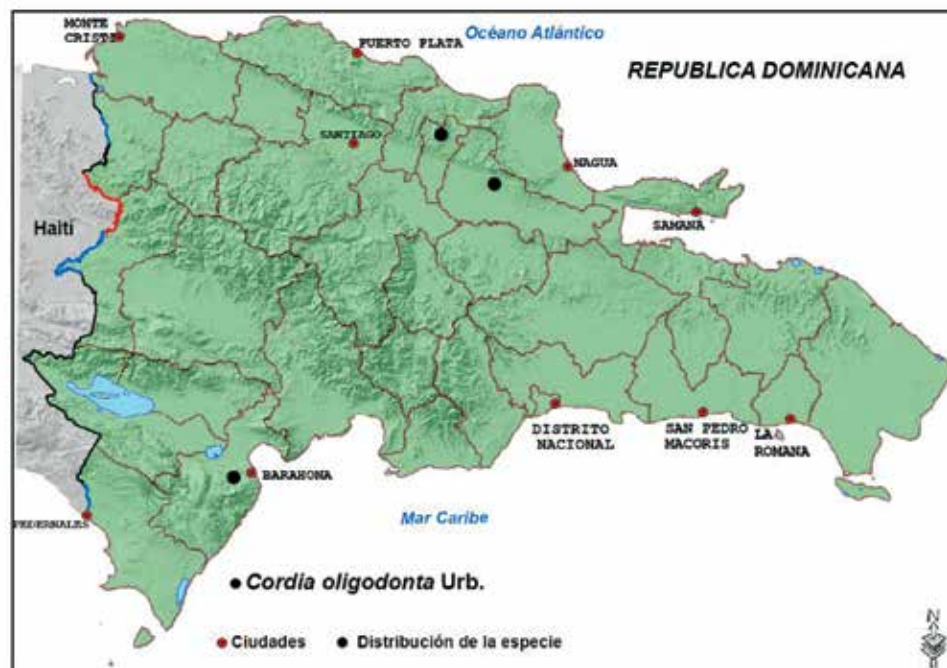 MONTE
CRISTI
Océano Atlántico
PUERTO PLATA
REPUBLICA DOMINICANA
SANTIAGO
NAGUA
SAMANA
Haití
DISTRITO
NACIONAL
SAN PEDRO
MACORIS
LA
ROMANA
BARAHONA
Mar Caribe
PEDERNALES
Cordia oligodonta Urb.
Ciudades
Distribución de la especie
N